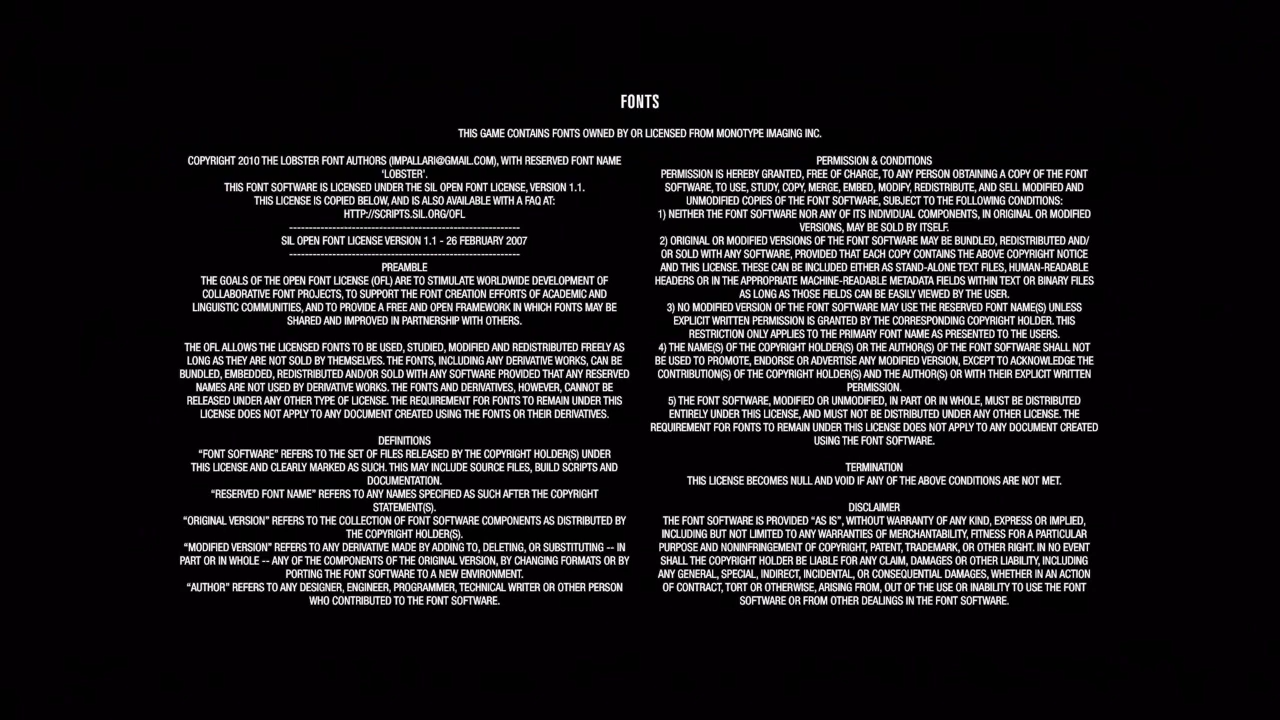 FONTS
THIS GAME CONTAINS FONTS OWNED BY OR LICENSED FROM MONOTYPE IMAGING INC.
COPYRIGHT 2010 THE LOBSTER FONT AUTHORS (IMPALLARI@GMAIL.COM), WITH RESERVED FONT NAME
‘LOBSTER’.
THIS FONT SOFTWARE IS LICENSED UNDER THE SIL OPEN FONT LICENSE, VERSION 1.1.
THIS LICENSE IS COPIED BELOW, AND IS ALSO AVAILABLE WITH A FAQ AT:
HTTP://SCRIPTS.SIL.ORG/OFL
-----------------------------------------------------------
SIL OPEN FONT LICENSE VERSION 1.1 - 26 FEBRUARY 2007
-----------------------------------------------------------
PREAMBLE
THE GOALS OF THE OPEN FONT LICENSE (OFL) ARE TO STIMULATE WORLDWIDE DEVELOPMENT OF
COLLABORATIVE FONT PROJECTS, TO SUPPORT THE FONT CREATION EFFORTS OF ACADEMIC AND
LINGUISTIC COMMUNITIES, AND TO PROVIDE A FREE AND OPEN FRAMEWORK IN WHICH FONTS MAY BE
SHARED AND IMPROVED IN PARTNERSHIP WITH OTHERS.
THE OFL ALLOWS THE LICENSED FONTS TO BE USED, STUDIED, MODIFIED AND REDISTRIBUTED FREELY AS
LONG AS THEY ARE NOT SOLD BY THEMSELVES. THE FONTS, INCLUDING ANY DERIVATIVE WORKS, CAN BE
BUNDLED, EMBEDDED, REDISTRIBUTED AND/OR SOLD WITH ANY SOFTWARE PROVIDED THAT ANY RESERVED
NAMES ARE NOT USED BY DERIVATIVE WORKS. THE FONTS AND DERIVATIVES, HOWEVER, CANNOT BE
RELEASED UNDER ANY OTHER TYPE OF LICENSE. THE REQUIREMENT FOR FONTS TO REMAIN UNDER THIS
LICENSE DOES NOT APPLY TO ANY DOCUMENT CREATED USING THE FONTS OR THEIR DERIVATIVES.
DEFINITIONS
“FONT SOFTWARE” REFERS TO THE SET OF FILES RELEASED BY THE COPYRIGHT HOLDER(S) UNDER
THIS LICENSE AND CLEARLY MARKED AS SUCH. THIS MAY INCLUDE SOURCE FILES, BUILD SCRIPTS AND
DOCUMENTATION.
“RESERVED FONT NAME” REFERS TO ANY NAMES SPECIFIED AS SUCH AFTER THE COPYRIGHT
STATEMENT(S).
“ORIGINAL VERSION” REFERS TO THE COLLECTION OF FONT SOFTWARE COMPONENTS AS DISTRIBUTED BY
THE COPYRIGHT HOLDER(S).
“MODIFIED VERSION” REFERS TO ANY DERIVATIVE MADE BY ADDING TO, DELETING, OR SUBSTITUTING -- IN
PART OR IN WHOLE -- ANY OF THE COMPONENTS OF THE ORIGINAL VERSION, BY CHANGING FORMATS OR BY
PORTING THE FONT SOFTWARE TO A NEW ENVIRONMENT.
“AUTHOR” REFERS TO ANY DESIGNER, ENGINEER, PROGRAMMER, TECHNICAL WRITER OR OTHER PERSON
WHO CONTRIBUTED TO THE FONT SOFTWARE.
PERMISSION & CONDITIONS
PERMISSION IS HEREBY GRANTED, FREE OF CHARGE, TO ANY PERSON OBTAINING A COPY OF THE FONT
SOFTWARE, TO USE, STUDY, COPY, MERGE, EMBED, MODIFY, REDISTRIBUTE, AND SELL MODIFIED AND
UNMODIFIED COPIES OF THE FONT SOFTWARE, SUBJECT TO THE FOLLOWING CONDITIONS:
1) NEITHER THE FONT SOFTWARE NOR ANY OF ITS INDIVIDUAL COMPONENTS, IN ORIGINAL OR MODIFIED
VERSIONS, MAY BE SOLD BY ITSELF.
2) ORIGINAL OR MODIFIED VERSIONS OF THE FONT SOFTWARE MAY BE BUNDLED, REDISTRIBUTED AND/
OR SOLD WITH ANY SOFTWARE, PROVIDED THAT EACH COPY CONTAINS THE ABOVE COPYRIGHT NOTICE
AND THIS LICENSE. THESE CAN BE INCLUDED EITHER AS STAND-ALONE TEXT FILES, HUMAN-READABLE
HEADERS OR IN THE APPROPRIATE MACHINE-READABLE METADATA FIELDS WITHIN TEXT OR BINARY FILES
AS LONG AS THOSE FIELDS CAN BE EASILY VIEWED BY THE USER.
3) NO MODIFIED VERSION OF THE FONT SOFTWARE MAY USE THE RESERVED FONT NAME(S) UNLESS
EXPLICIT WRITTEN PERMISSION IS GRANTED BY THE CORRESPONDING COPYRIGHT HOLDER. THIS
RESTRICTION ONLY APPLIES TO THE PRIMARY FONT NAME AS PRESENTED TO THE USERS.
4) THE NAME(S) OF THE COPYRIGHT HOLDER(S) OR THE AUTHOR(S) OF THE FONT SOFTWARE SHALL NOT
BE USED TO PROMOTE, ENDORSE OR ADVERTISE ANY MODIFIED VERSION, EXCEPT TO ACKNOWLEDGE THE
CONTRIBUTION(S) OF THE COPYRIGHT HOLDER(S) AND THE AUTHOR(S) OR WITH THEIR EXPLICIT WRITTEN
PERMISSION.
5) THE FONT SOFTWARE, MODIFIED OR UNMODIFIED, IN PART OR IN WHOLE, MUST BE DISTRIBUTED
ENTIRELY UNDER THIS LICENSE, AND MUST NOT BE DISTRIBUTED UNDER ANY OTHER LICENSE. THE
REQUIREMENT FOR FONTS TO REMAIN UNDER THIS LICENSE DOES NOT APPLY TO ANY DOCUMENT CREATED
USING THE FONT SOFTWARE.
TERMINATION
THIS LICENSE BECOMES NULL AND VOID IF ANY OF THE ABOVE CONDITIONS ARE NOT MET.
DISCLAIMER
THE FONT SOFTWARE IS PROVIDED “AS IS”, WITHOUT WARRANTY OF ANY KIND, EXPRESS OR IMPLIED,
INCLUDING BUT NOT LIMITED TO ANY WARRANTIES OF MERCHANTABILITY, FITNESS FOR A PARTICULAR
PURPOSE AND NONINFRINGEMENT OF COPYRIGHT, PATENT, TRADEMARK, OR OTHER RIGHT. IN NO EVENT
SHALL THE COPYRIGHT HOLDER BE LIABLE FOR ANY CLAIM, DAMAGES OR OTHER LIABILITY, INCLUDING
ANY GENERAL, SPECIAL, INDIRECT, INCIDENTAL, OR CONSEQUENTIAL DAMAGES, WHETHER IN AN ACTION
OF CONTRACT, TORT OR OTHERWISE, ARISING FROM, OUT OF THE USE OR INABILITY TO USE THE FONT
SOFTWARE OR FROM OTHER DEALINGS IN THE FONT SOFTWARE.